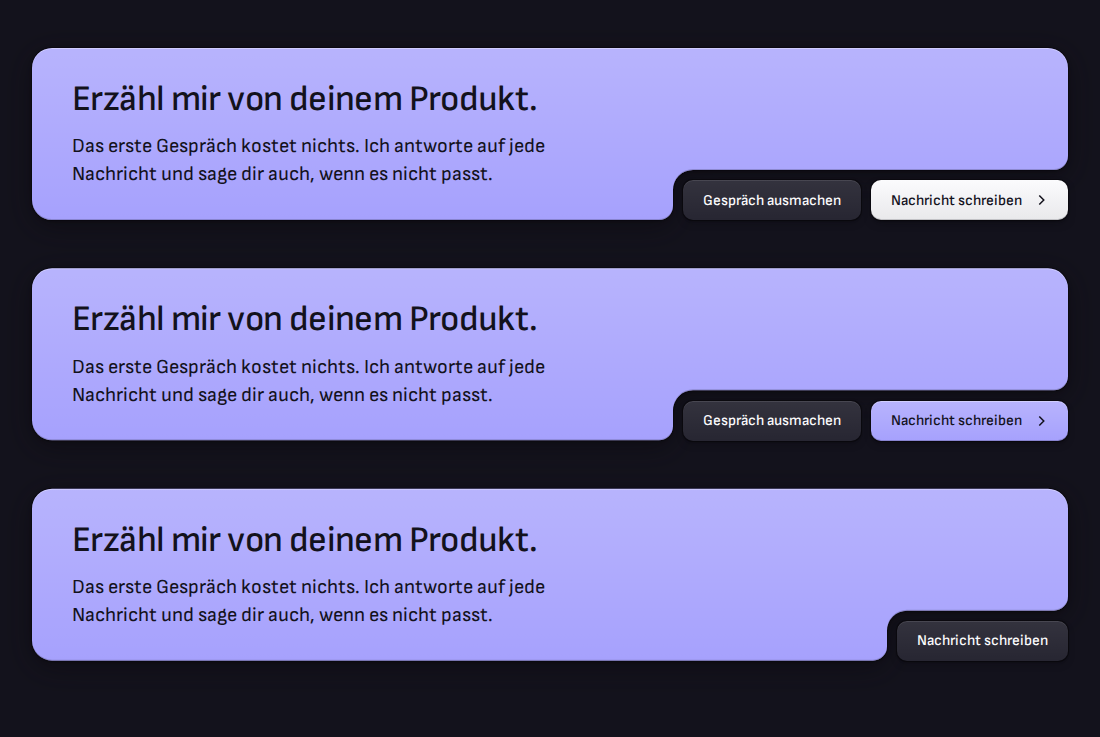 Erzähl mir von deinem Produkt.
Das erste Gespräch kostet nichts. Ich antworte auf jede
Nachricht und sage dir auch, wenn es nicht passt.
Gespräch ausmachen
Nachricht schreiben
Erzähl mir von deinem Produkt.
Das erste Gespräch kostet nichts. Ich antworte auf jede
Nachricht und sage dir auch, wenn es nicht passt.
Gespräch ausmachen
Nachricht schreiben
Erzähl mir von deinem Produkt.
Das erste Gespräch kostet nichts. Ich antworte auf jede
Nachricht und sage dir auch, wenn es nicht passt.
Nachricht schreiben